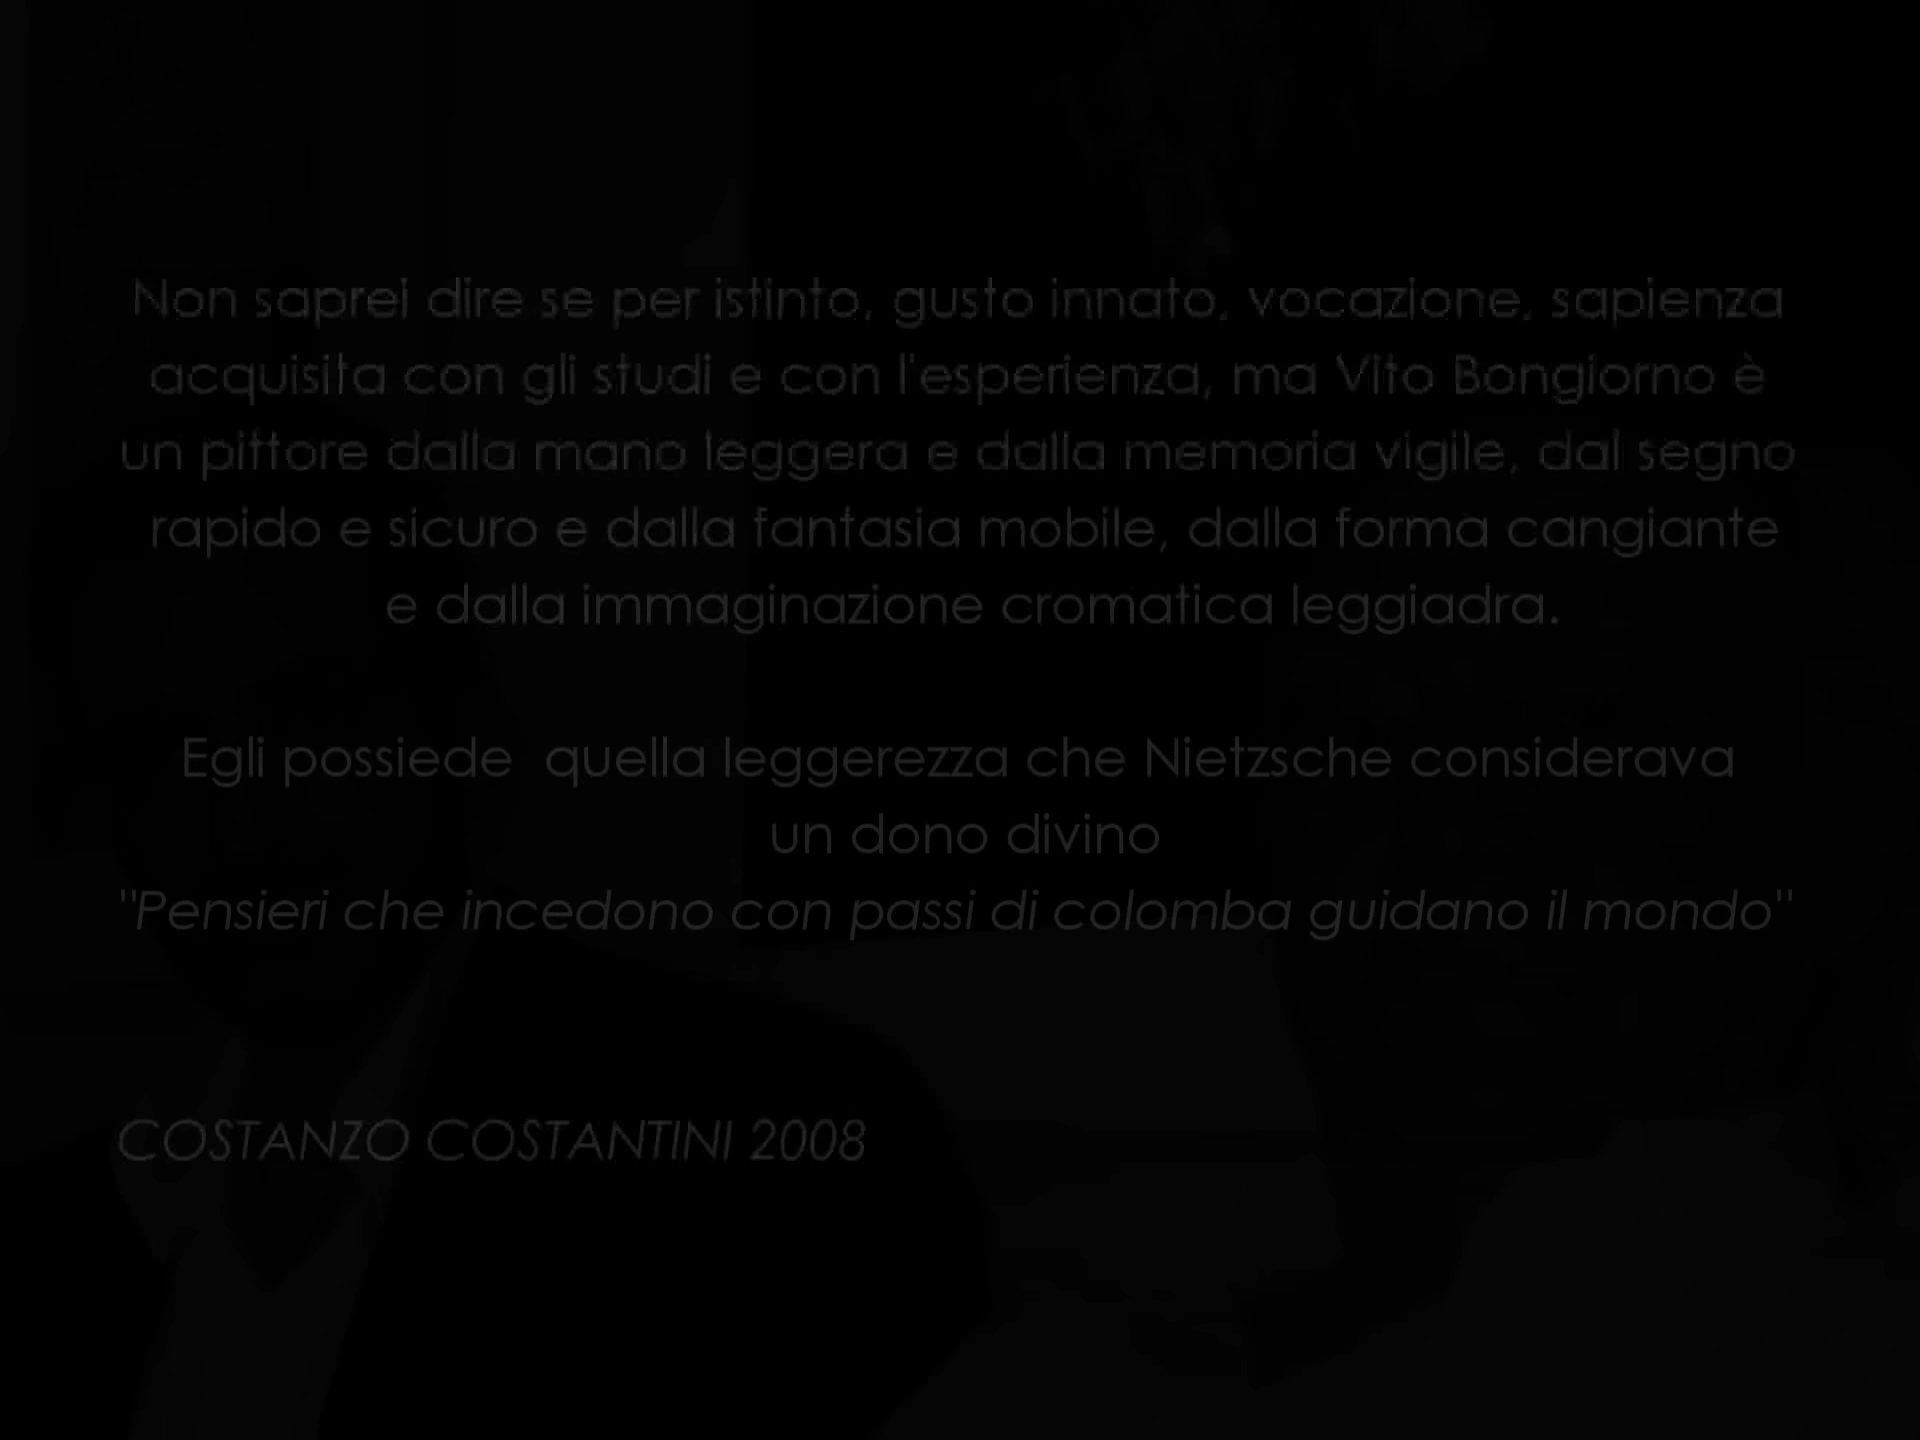 Non saprei dire se per istinto, gusto innato, vocazione, sapienza
acquisita con gli studi e con l'esperienza, ma Vito Bongiorno è
un pittore dalla mano leggera e dalla memoria vigile, dal segno
rapido e sicuro e dalla fantasia mobile, dalla forma cangiante
e dalla immaginazione cromatica leggiadra.
Egli possiede quella leggerezza che Nietzsche considerava
un dono divino
"Pensieri che incedono con passi di colomba guidano il mondo"
COSTANZO COSTANTINI 2008